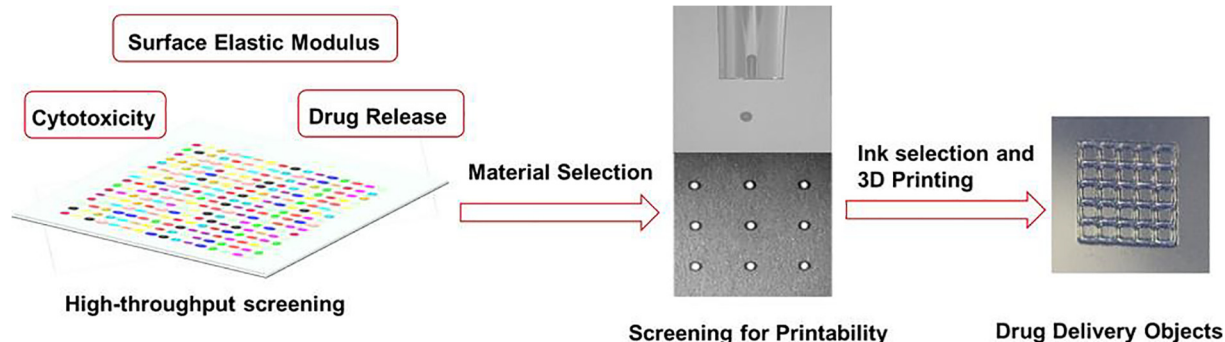 Surface Elastic Modulus
Cytotoxicity
Drug Release
High-throughput screening
Material Selection
Screening for Printability
Ink selection and
3D Printing
Drug Delivery Objects